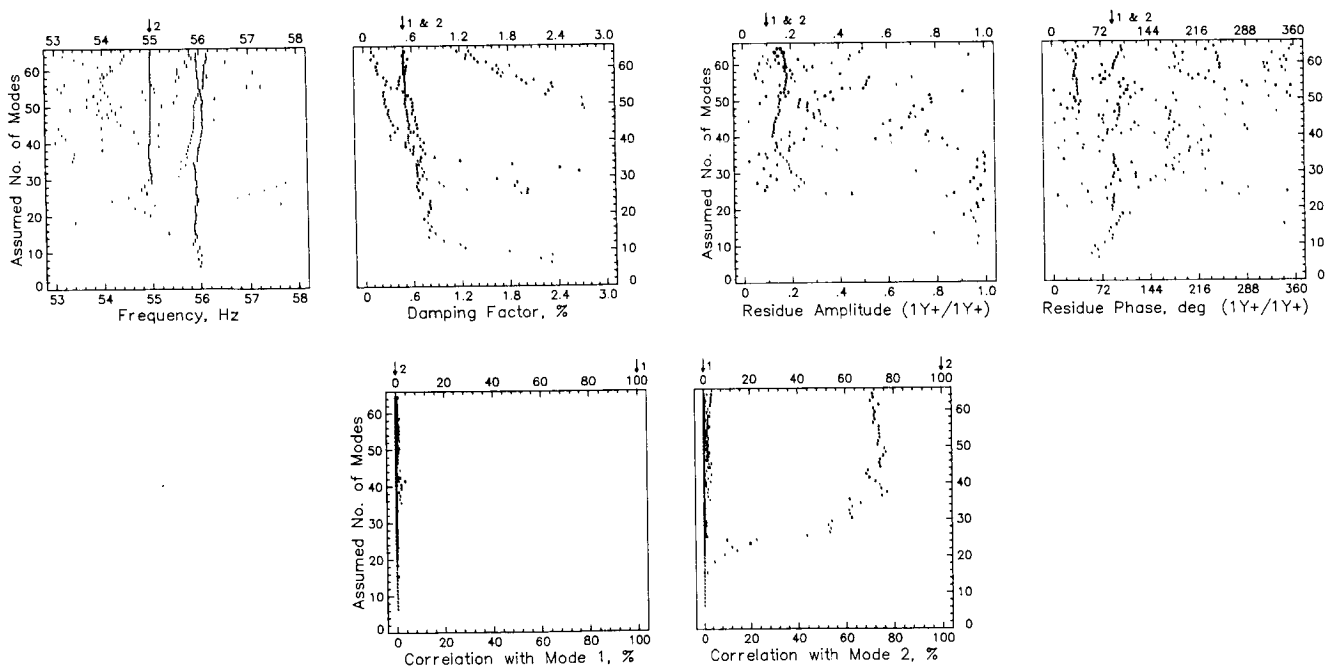 ↓2
53 54 55 56 57 58
60
50
40
30
20
10
0
Assumed No. of Modes
53 54 55 56 57 58
Frequency, Hz
↓1 & 2
0 .6 1.2 1.8 2.4 3.0
60
50
40
30
20
10
0
0 .6 1.2 1.8 2.4 3.0
Damping Factor, %
↓1 & 2
0 .2 .4 .6 .8 1.0
60
50
40
30
20
10
0
Assumed No. of Modes
0 .2 .4 .6 .8 1.0
Residue Amplitude (1Y+/1Y+)
↓1 & 2
0 72 144 216 288 360
60
50
40
30
20
10
0
0 72 144 216 288 360
Residue Phase, deg (1Y+/1Y+)
↓2 ↓1
0 20 40 60 80 100
60
50
40
30
20
10
0
Assumed No. of Modes
0 20 40 60 80 100
Correlation with Mode 1, %
↓1 ↓2
0 20 40 60 80 100
60
50
40
30
20
10
0
0 20 40 60 80 100
Correlation with Mode 2, %